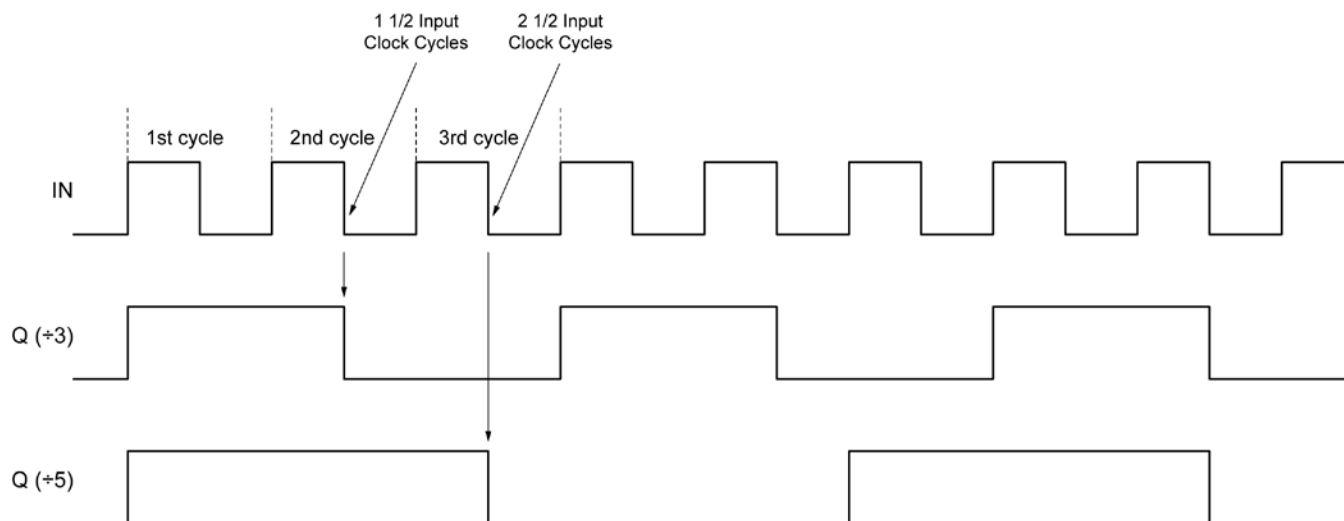 1 1/2 Input
Clock Cycles
2 1/2 Input
Clock Cycles
1st cycle
2nd cycle
3rd cycle
IN
Q (÷3)
Q (÷5)